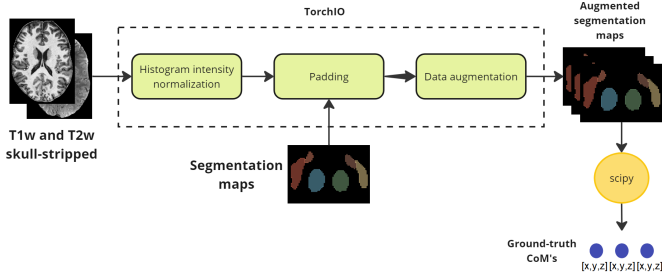 TorchIO
Augmented
segmentation
maps
Histogram intensity
normalization
Padding
Data augmentation
T1w and T2w
skull-stripped
Segmentation
maps
scipy
Ground-truth
CoM's
[x,y,z] [x,y,z] [x,y,z]